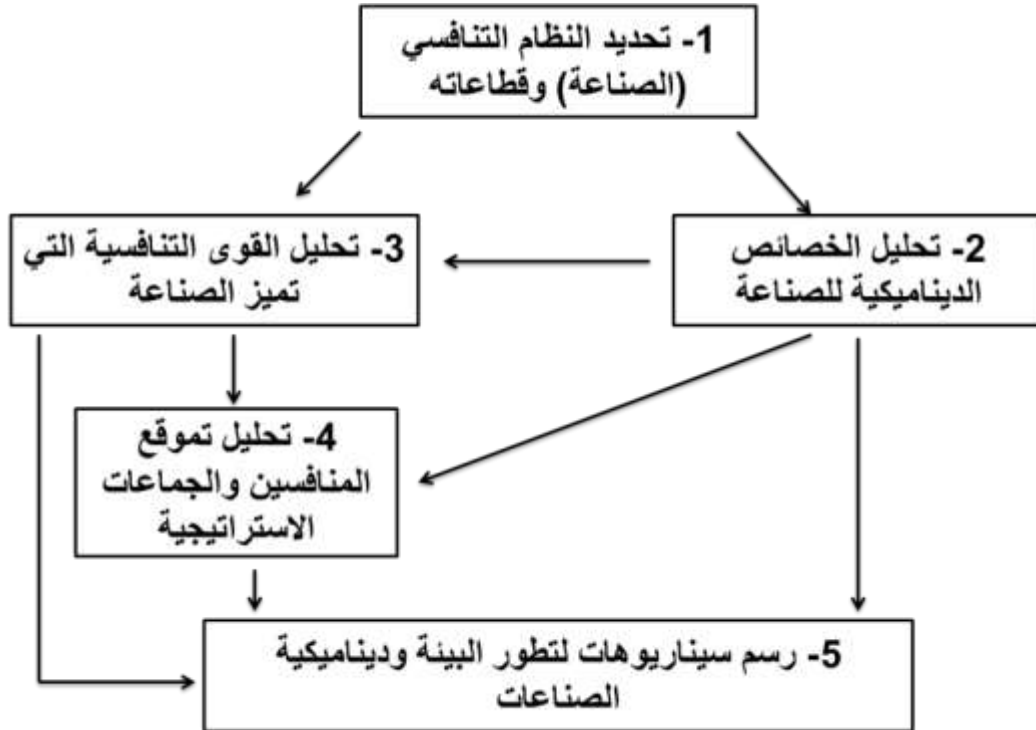 1- تحديد النظام التنافسي
(الصناعة) وقطاعاته
2- تحليل الخصائص
الديناميكية للصناعة
3- تحليل القوى التنافسية التي
تميز الصناعة
4- تحليل تموقع
المنافسين والجماعات
الاستراتيجية
5- رسم سيناريوهات لتطور البيئة وديناميكية
الصناعات